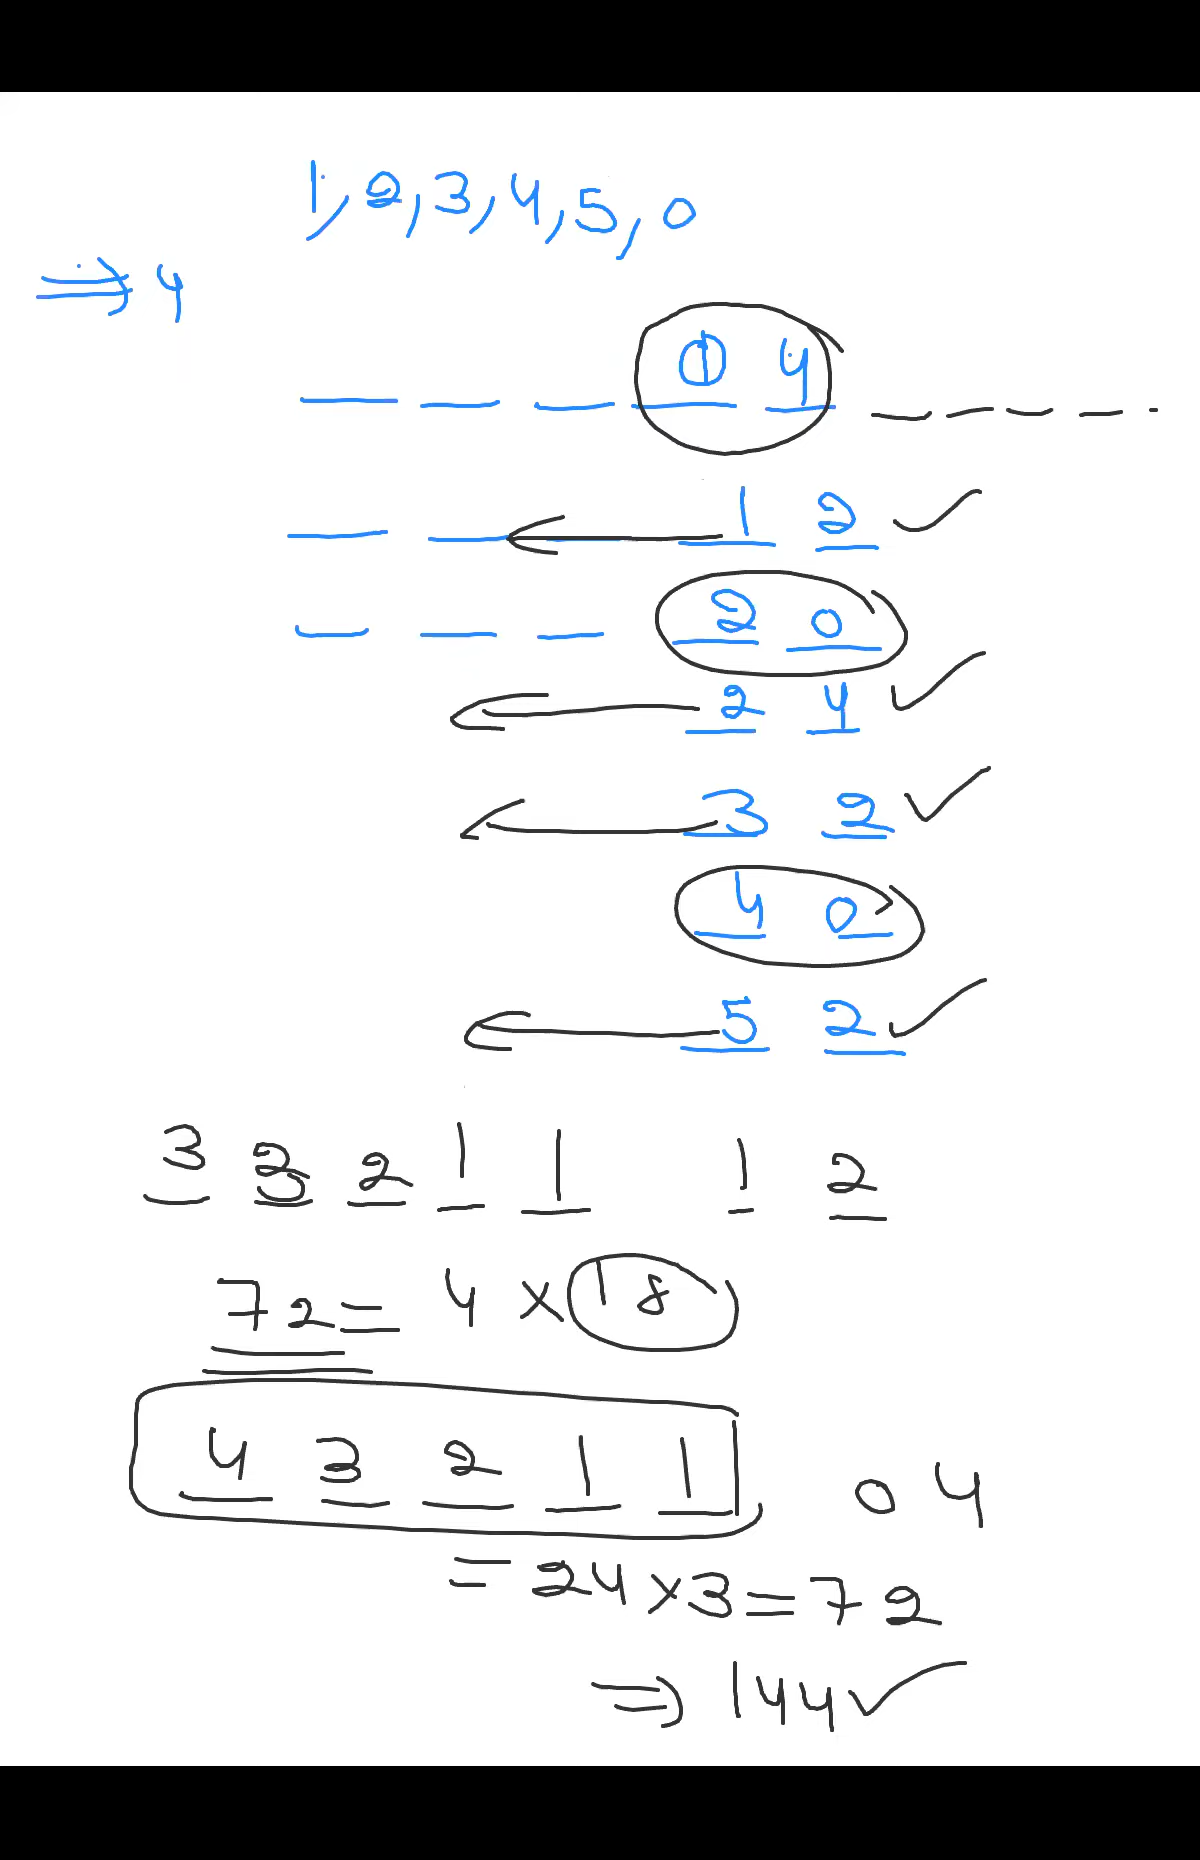 1, 2, 3, 4, 5, 0
⇒ 4
0 4
1 2 ✓
2 0
2 4 ✓
3 2 ✓
4 0
5 2 ✓
3 3 2 1 1 1 2
72 = 4 × 18
4 3 2 1 1 0 4
= 24 × 3 = 72
⇒ 144 ✓